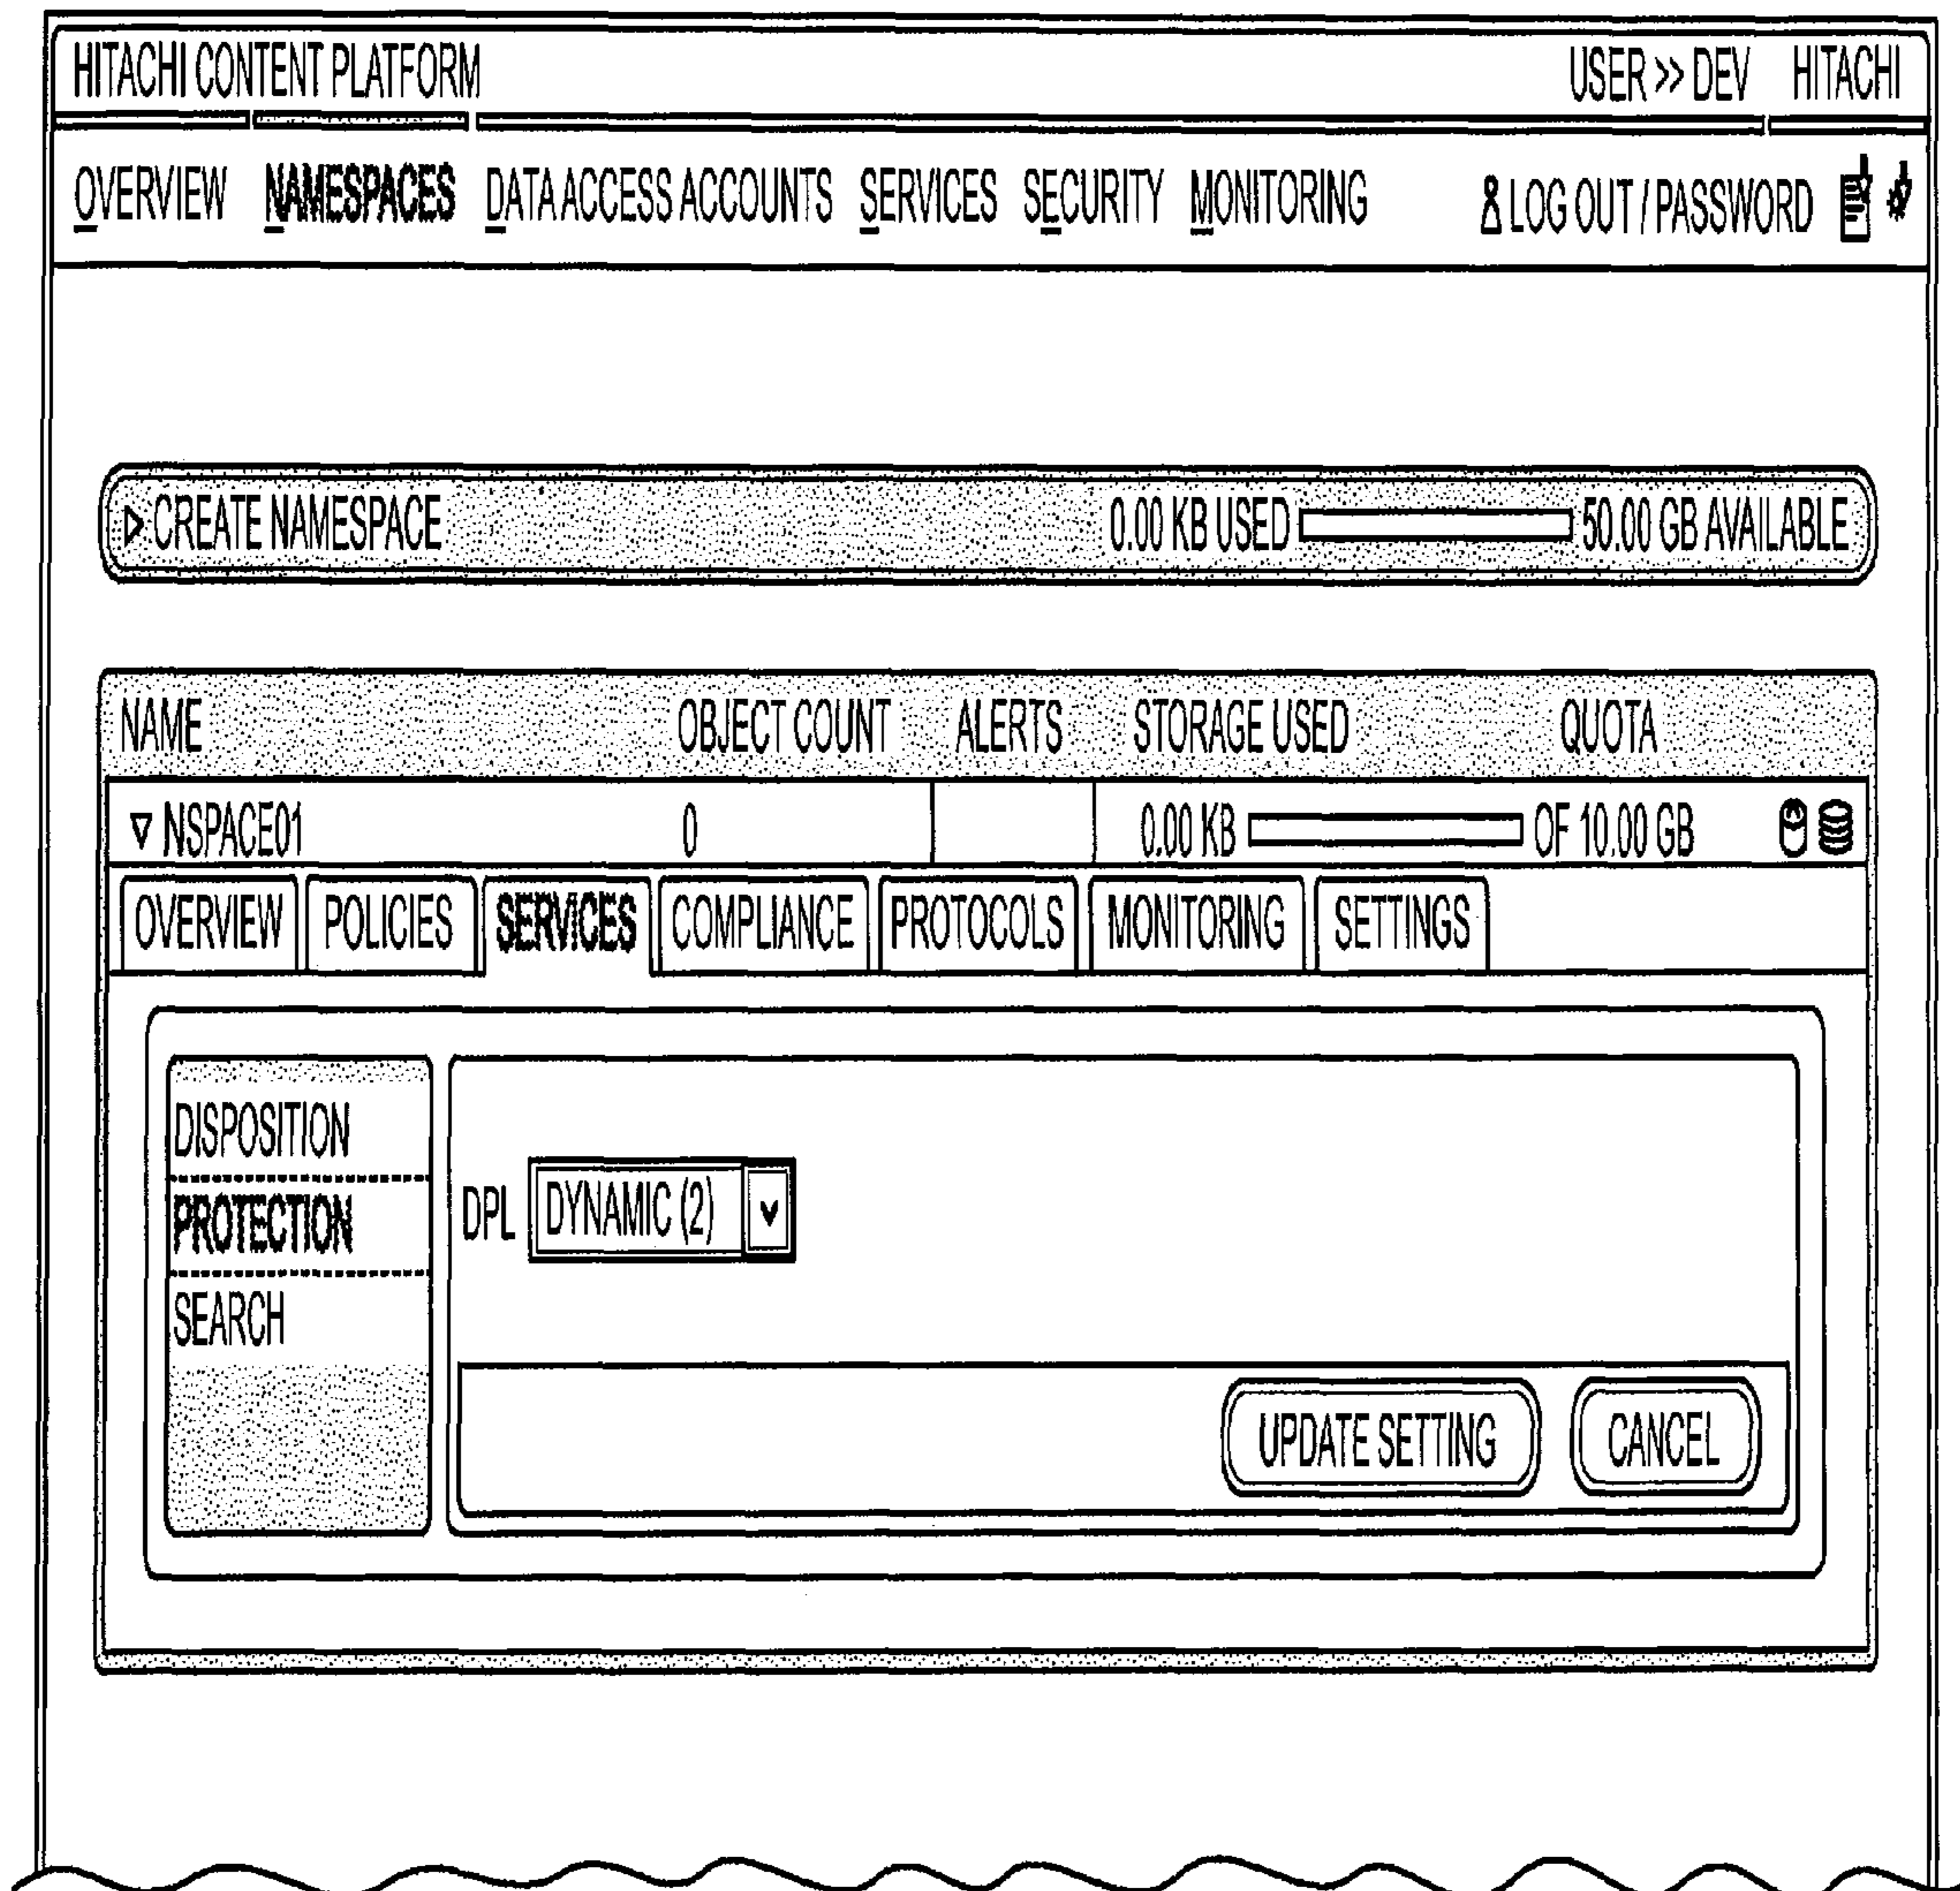 HITACHI CONTENT PLATFORM USER >> DEV HITACHI
OVERVIEW NAMESPACES DATA ACCESS ACCOUNTS SERVICES SECURITY MONITORING LOG OUT / PASSWORD
CREATE NAMESPACE 0.00 KB USED 50.00 GB AVAILABLE
NAME OBJECT COUNT ALERTS STORAGE USED QUOTA
NSPACE01 0 0.00 KB OF 10.00 GB
OVERVIEW POLICIES SERVICES COMPLIANCE PROTOCOLS MONITORING SETTINGS
DISPOSITION
PROTECTION
SEARCH
DPL DYNAMIC (2)
UPDATE SETTING CANCEL